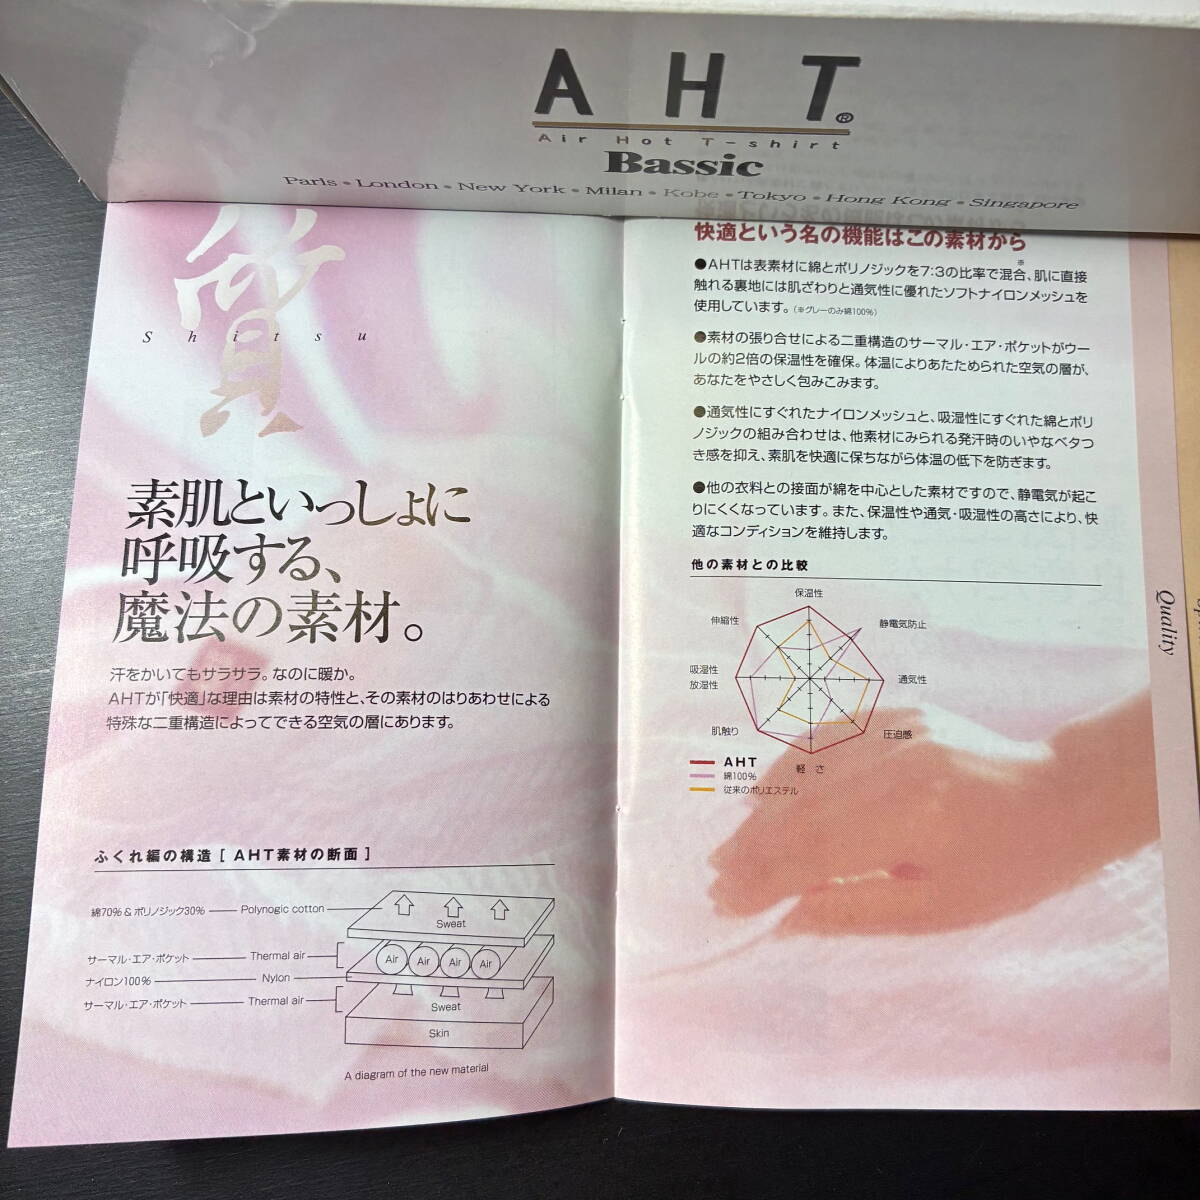 AHT®
Air Hot T-shirt
Bassic
Paris • London • New York • Milan • Kobe • Tokyo • Hong Kong • Singapore
質
Shitsu
素肌といっしょに
呼吸する、
魔法の素材。
汗をかいてもサラサラ。なのに暖か。
AHTが「快適」な理由は素材の特性と、その素材のはりあわせによる
特殊な二重構造によってできる空気の層にあります。
ふくれ編の構造［AHT素材の断面］
綿70%&ポリノジック30% Polynogic cotton
サーマル・エア・ポケット Thermal air
ナイロン100% Nylon
サーマル・エア・ポケット Thermal air
Sweat
Air Air Air Air
Sweat
Skin
A diagram of the new material
快適という名の機能はこの素材から
●AHTは表素材に綿とポリノジックを7:3の比率で混合※、肌に直接
触れる裏地には肌ざわりと通気性に優れたソフトナイロンメッシュを
使用しています。(※グレーのみ綿100%)
●素材の張り合せによる二重構造のサーマル・エア・ポケットがウー
ルの約2倍の保温性を確保。体温によりあたためられた空気の層が、
あなたをやさしく包みこみます。
●通気性にすぐれたナイロンメッシュと、吸湿性にすぐれた綿とポリ
ノジックの組み合わせは、他素材にみられる発汗時のいやなベタつ
き感を抑え、素肌を快適に保ちながら体温の低下を防ぎます。
●他の衣料との接面が綿を中心とした素材ですので、静電気が起こ
りにくくなっています。また、保温性や通気・吸湿性の高さにより、快
適なコンディションを維持します。
他の素材との比較
保温性
静電気防止
通気性
圧迫感
軽さ
肌触り
吸湿性
放湿性
伸縮性
AHT
綿100%
従来のポリエステル
Quality